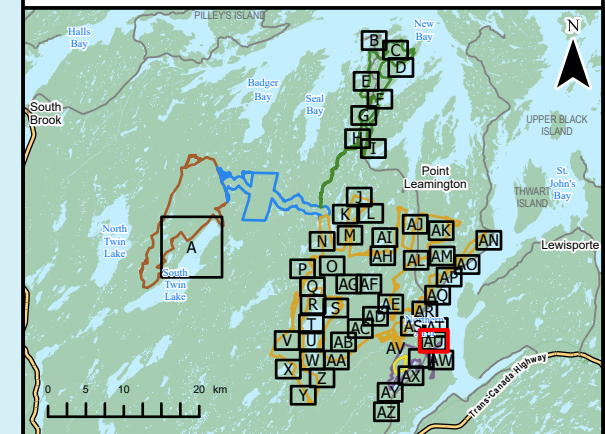 PILLEY'S ISLAND
Halls
Bay
New
Bay
N
B
C
D
Badger
Bay
E
Seal
Bay
F
G
South
Brook
H
I
UPPER BLACK
ISLAND
Point
Leamington
St.
John's
Bay
THWART
ISLAND
J
K
L
AJ
AK
North
Twin
Lake
A
N
M
AI
AN
Lewisporte
AH
AL
AM
AO
South
Twin
Lake
P
O
AP
Q
AG
AF
AQ
R
S
AE
AR
AD
T
AC
AS
AT
V
U
AB
AU
AV
W
AA
AW
X
Z
AX
Y
AY
AZ
Trans-Canada Highway
0 5 10 20 km